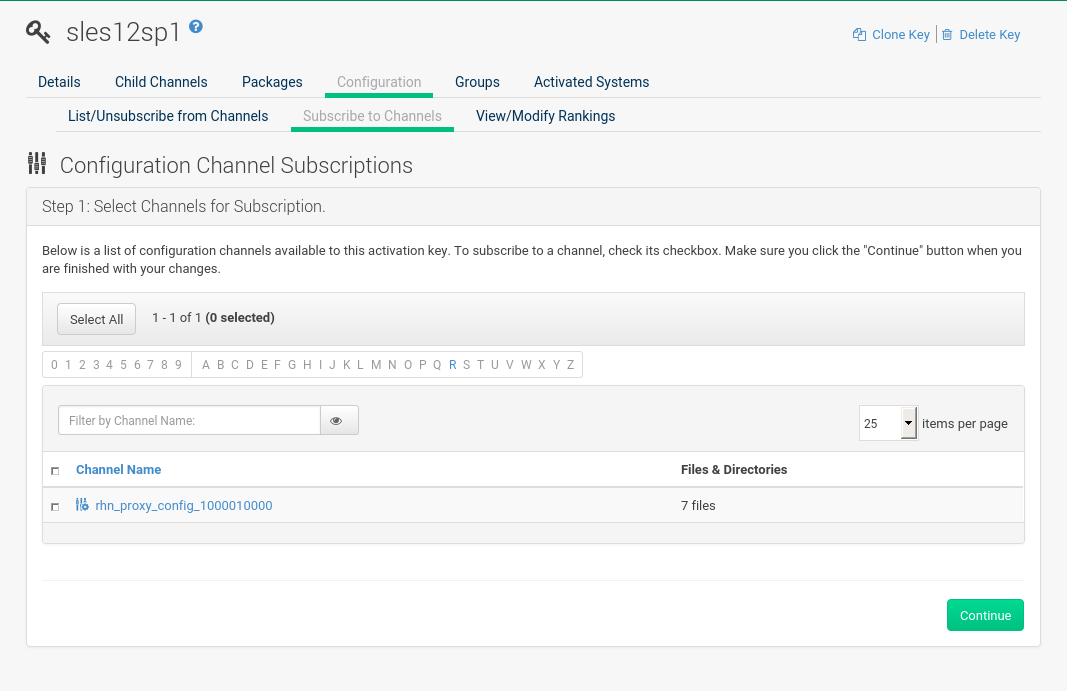 sles12sp1 ?
Clone Key | Delete Key
Details Child Channels Packages Configuration Groups Activated Systems
List/Unsubscribe from Channels Subscribe to Channels View/Modify Rankings
Configuration Channel Subscriptions
Step 1: Select Channels for Subscription.
Below is a list of configuration channels available to this activation key. To subscribe to a channel, check its checkbox. Make sure you click the "Continue" button when you
are finished with your changes.
Select All 1 - 1 of 1 (0 selected)
0 1 2 3 4 5 6 7 8 9 A B C D E F G H I J K L M N O P Q R S T U V W X Y Z
Filter by Channel Name: 25 items per page
Channel Name Files & Directories
rhn_proxy_config_1000010000 7 files
Continue